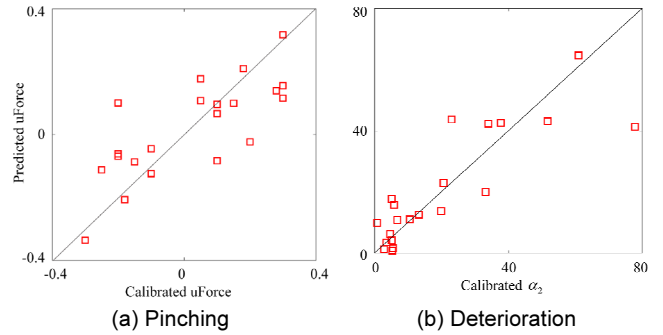 0.4
0
-0.4
-0.4
0
0.4
Predicted uForce
Calibrated uForce
(a) Pinching
80
40
0
0
40
80
Calibrated α2
(b) Deterioration